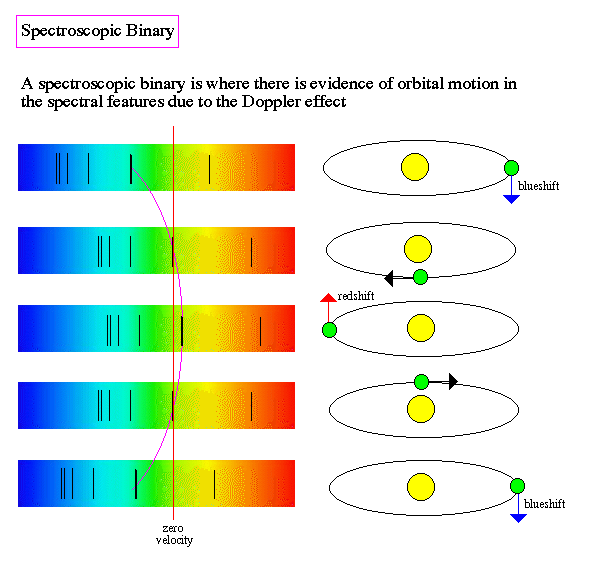 Spectroscopic Binary
A spectroscopic binary is where there is evidence of orbital motion in
the spectral features due to the Doppler effect
blueshift
redshift
blueshift
zero
velocity